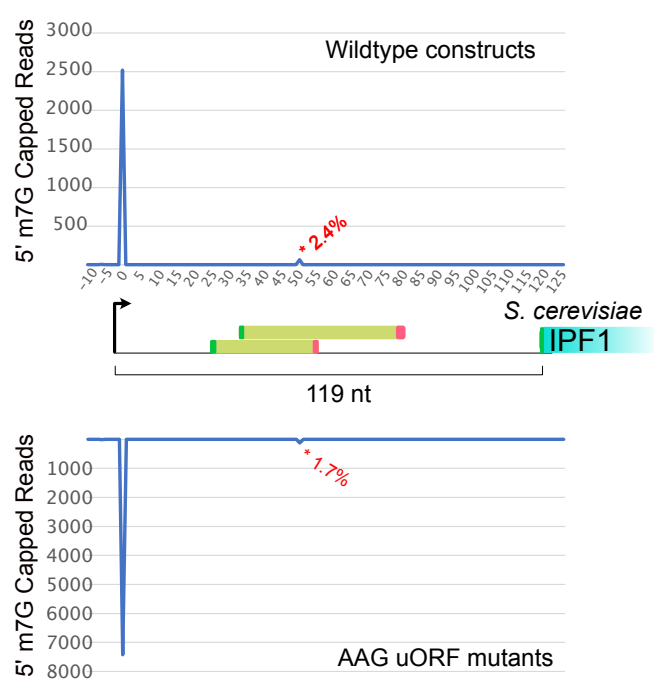 5' m7G Capped Reads
3000
2500
2000
1500
1000
500
Wildtype constructs
* 2.4%
-10 -5 0 5 10 15 20 25 30 35 40 45 50 55 60 65 70 75 80 85 90 95 100 105 110 115 120 125
S. cerevisiae
IPF1
119 nt
5' m7G Capped Reads
1000
2000
3000
4000
5000
6000
7000
8000
* 1.7%
AAG uORF mutants